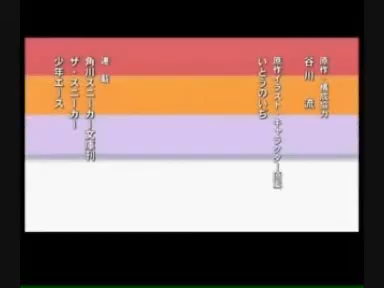 原作・構成協力
谷川　流
原作イラスト・キャラクター原案
いとうのいぢ
連　載
角川スニーカー文庫刊
ザ・スニーカー
少年エース